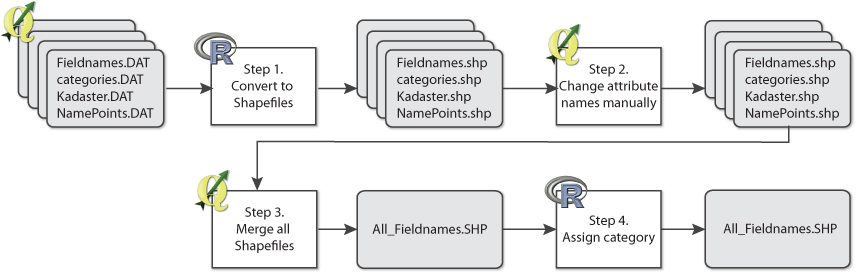 Fieldnames.DAT
categories.DAT
Kadaster.DAT
NamePoints.DAT
R
Step 1.
Convert to
Shapefiles
Fieldnames.shp
categories.shp
Kadaster.shp
NamePoints.shp
Step 2.
Change attribute
names manually
Fieldnames.shp
categories.shp
Kadaster.shp
NamePoints.shp
Step 3.
Merge all
Shapefiles
All_Fieldnames.SHP
R
Step 4.
Assign category
All_Fieldnames.SHP